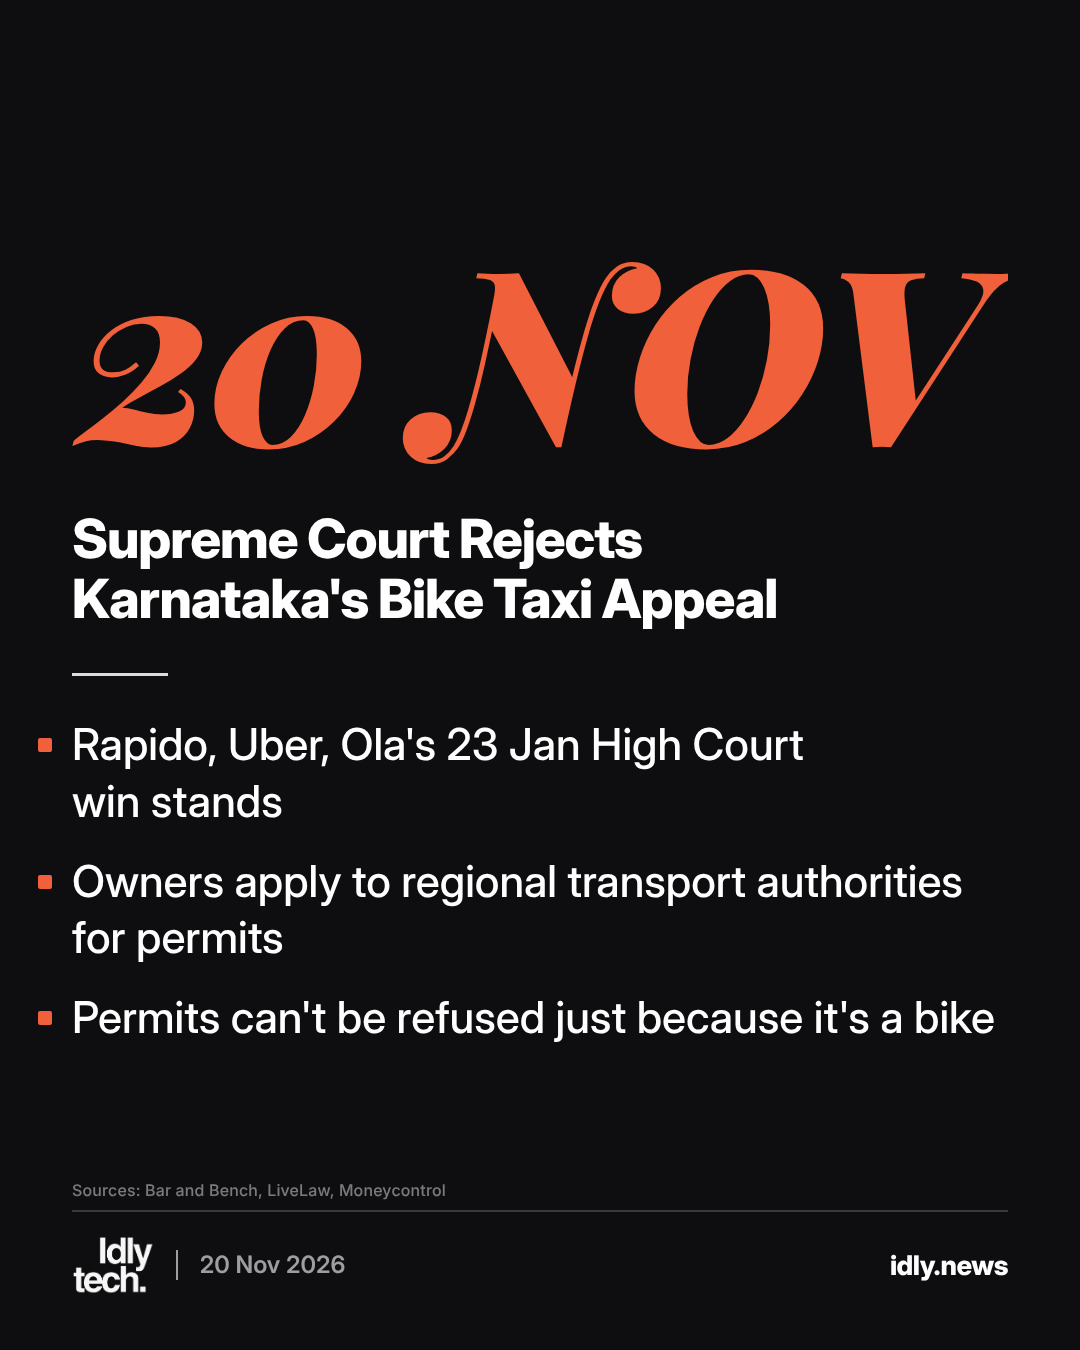 20 NOV
Supreme Court Rejects
Karnataka's Bike Taxi Appeal
Rapido, Uber, Ola's 23 Jan High Court
win stands
Owners apply to regional transport authorities
for permits
Permits can't be refused just because it's a bike
Sources: Bar and Bench, LiveLaw, Moneycontrol
Idly
tech.
20 Nov 2026
idly.news